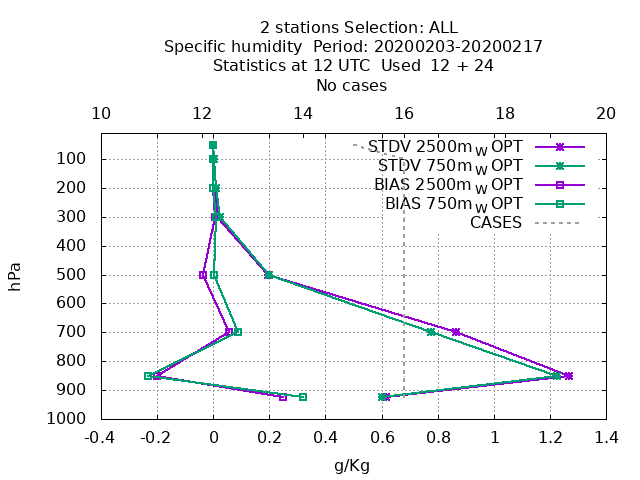 2 stations Selection: ALL
Specific humidity  Period: 20200203-20200217
Statistics at 12 UTC  Used  12 + 24
No cases
10 12 14 16 18 20
STDV 2500m_W OPT
STDV 750m_W OPT
BIAS 2500m_W OPT
BIAS 750m_W OPT
CASES
hPa
100
200
300
400
500
600
700
800
900
1000
-0.4 -0.2 0 0.2 0.4 0.6 0.8 1 1.2 1.4
g/Kg